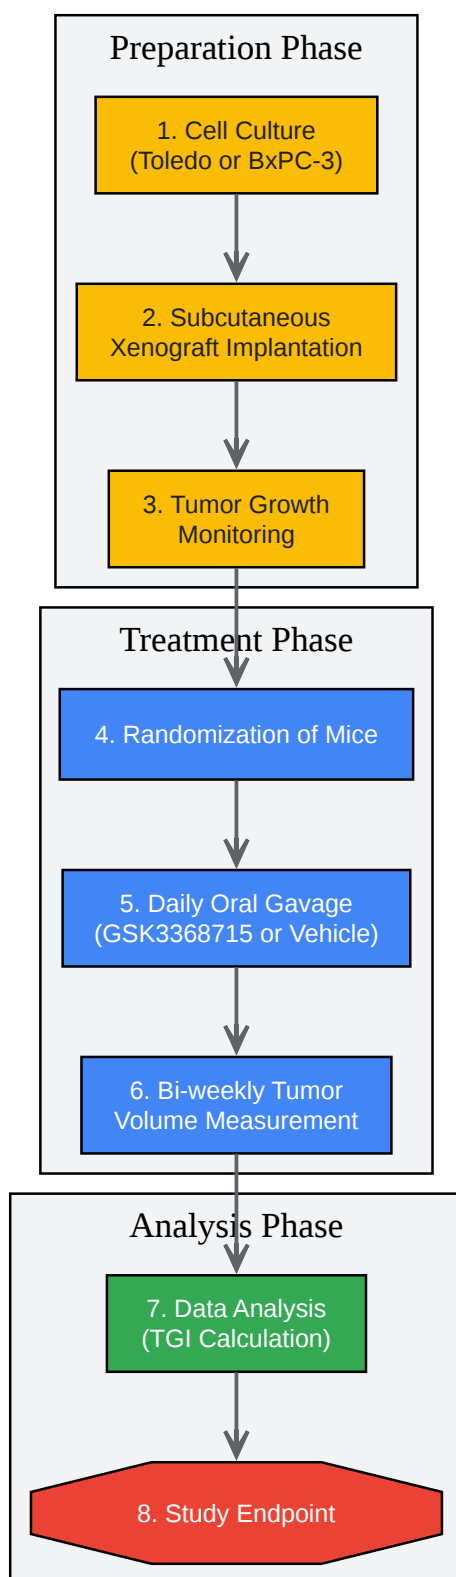 Preparation Phase
1. Cell Culture
(Toledo or BxPC-3)
2. Subcutaneous
Xenograft Implantation
3. Tumor Growth
Monitoring
Treatment Phase
4. Randomization of Mice
5. Daily Oral Gavage
(GSK3368715 or Vehicle)
6. Bi-weekly Tumor
Volume Measurement
Analysis Phase
7. Data Analysis
(TGI Calculation)
8. Study Endpoint